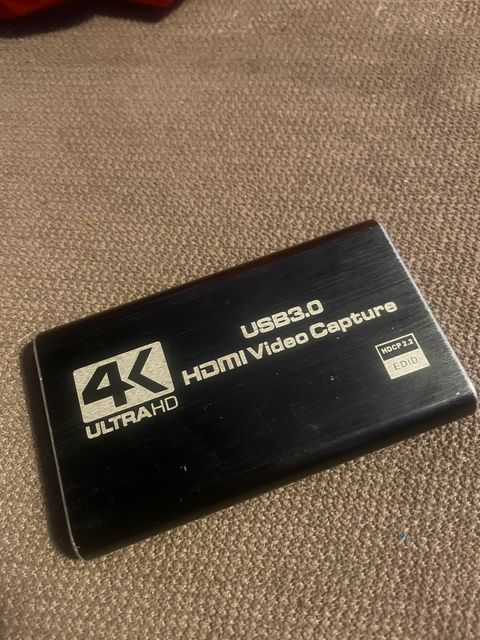 4K
ULTRAHD
USB3.0
HDMI Video Capture
HDCP 2.2
EDID